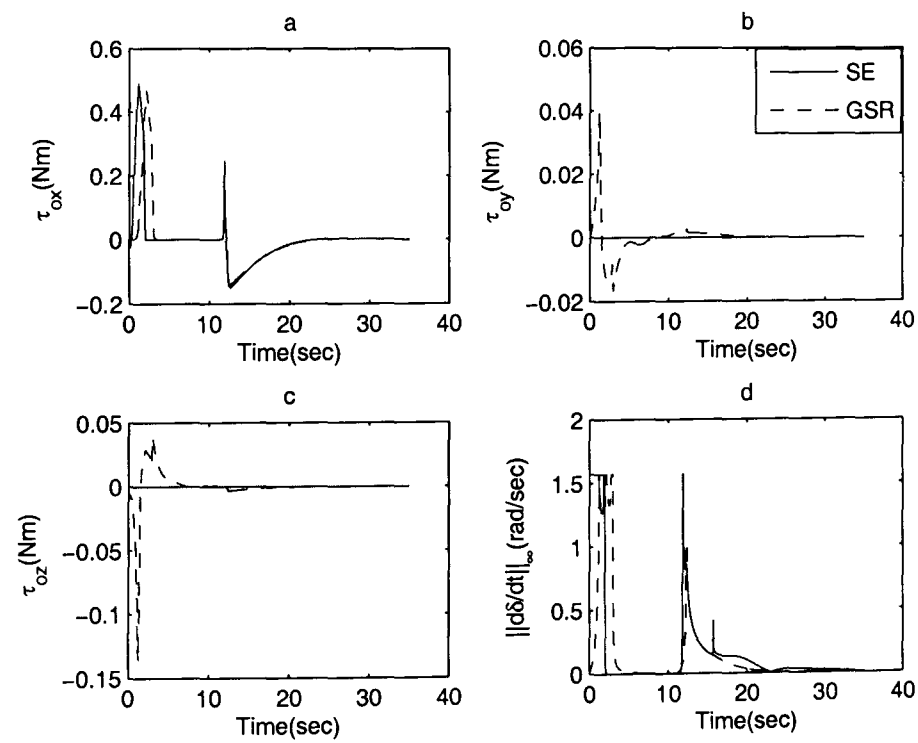 a
0.6
0.4
0.2
0
−0.2
τox(Nm)
0 10 20 30 40
Time(sec)
b
0.06
0.04
0.02
0
−0.02
τoy(Nm)
SE
GSR
0 10 20 30 40
Time(sec)
c
0.05
0
−0.05
−0.1
−0.15
τoz(Nm)
0 10 20 30 40
Time(sec)
d
2
1.5
1
0.5
0
||dδ/dt||∞(rad/sec)
0 10 20 30 40
Time(sec)